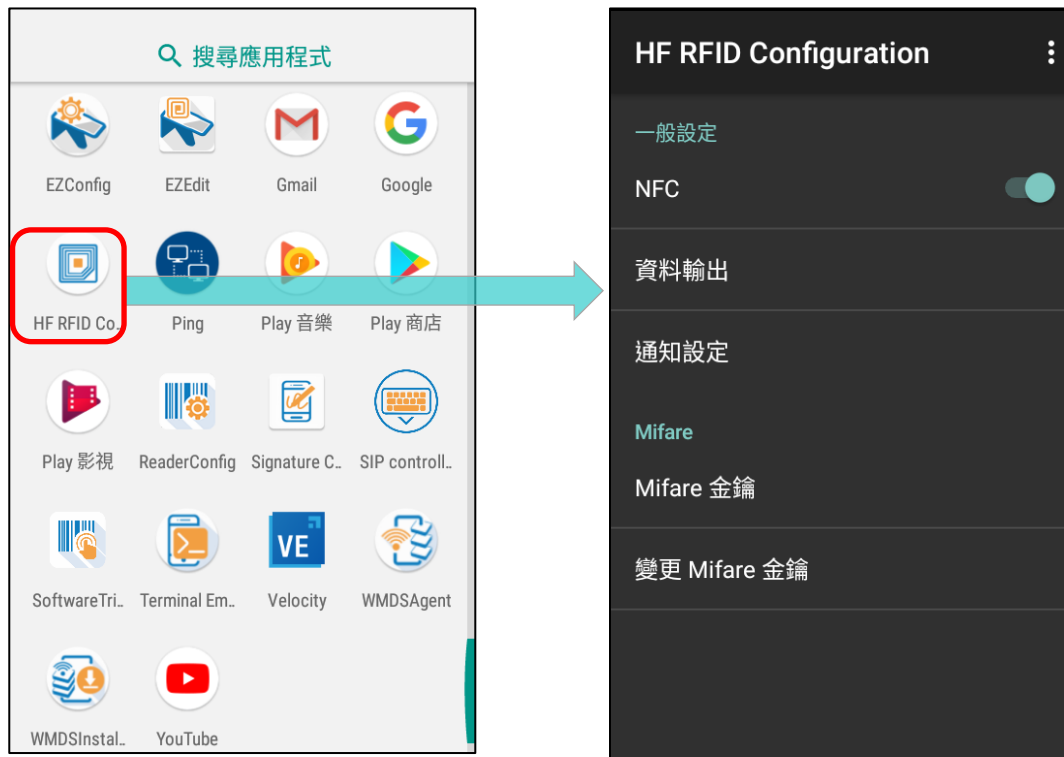 搜尋應用程式
EZConfig EZEdit Gmail Google
HF RFID Co.. Ping Play 音樂 Play 商店
Play 影視 ReaderConfig Signature C.. SIP controll..
VE
SoftwareTri.. Terminal Em.. Velocity WMDSAgent
WMDSInstal.. YouTube
HF RFID Configuration
一般設定
NFC
資料輸出
通知設定
Mifare
Mifare 金鑰
變更 Mifare 金鑰